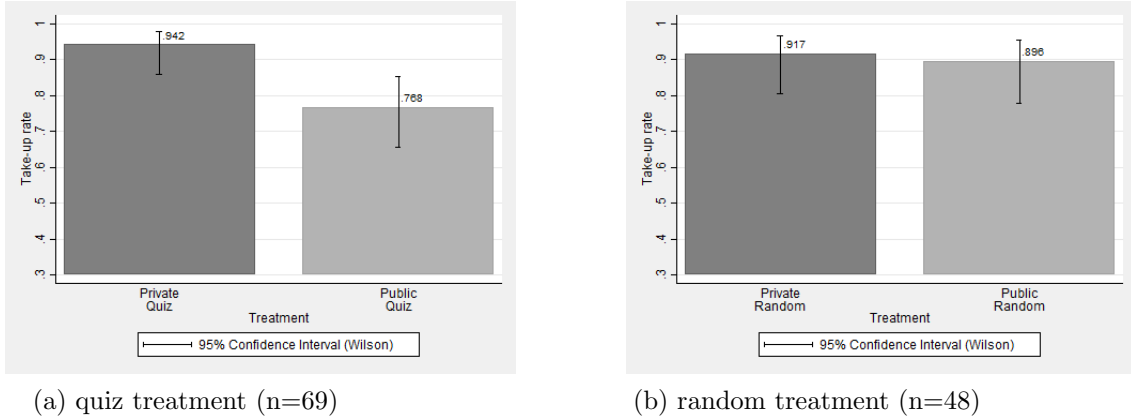 Take-up rate
1
.9
.8
.7
.6
.5
.4
.3
.942
.768
Private
Quiz
Public
Quiz
Treatment
95% Confidence Interval (Wilson)
(a) quiz treatment (n=69)
Take-up rate
1
.9
.8
.7
.6
.5
.4
.3
.917
.896
Private
Random
Public
Random
Treatment
95% Confidence Interval (Wilson)
(b) random treatment (n=48)